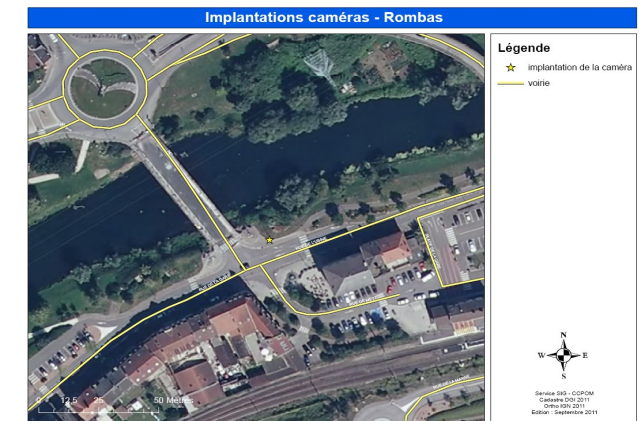 Implantations caméras - Rombas
Légende
implantation de la caméra
voirie
0 12,5 25 50 Mètres
N
W E
S
Service SIG - CCPOM
Cadastre DGI 2011
Ortho IGN 2011
Edition : Septembre 2011